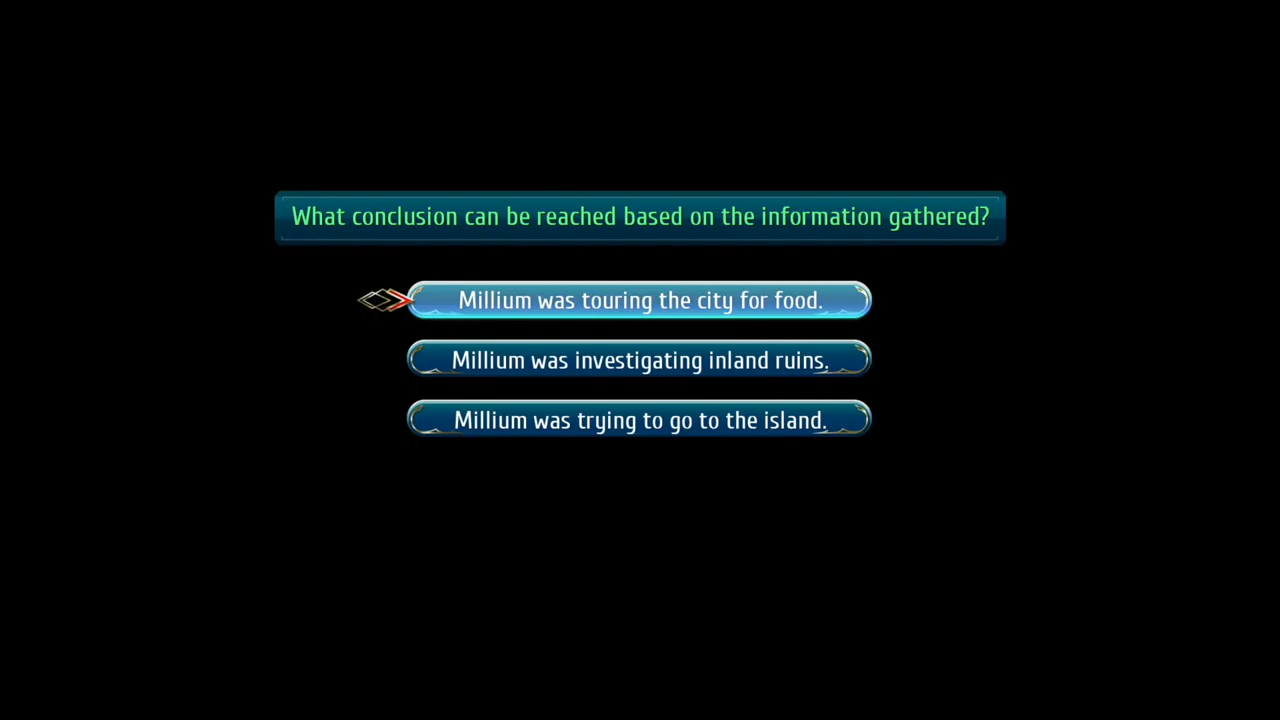 What conclusion can be reached based on the information gathered?
Millium was touring the city for food.
Millium was investigating inland ruins.
Millium was trying to go to the island.